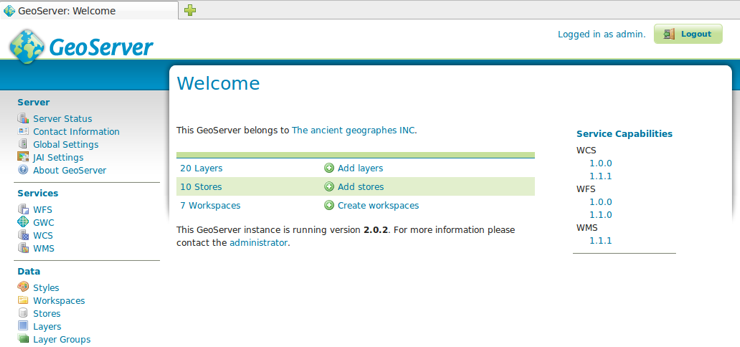 GeoServer: Welcome
GeoServer
Logged in as admin.
Logout
Server
Server Status
Contact Information
Global Settings
JAI Settings
About GeoServer
Services
WFS
GWC
WCS
WMS
Data
Styles
Workspaces
Stores
Layers
Layer Groups
Welcome
This GeoServer belongs to The ancient geographes INC.
20 Layers Add layers
10 Stores Add stores
7 Workspaces Create workspaces
This GeoServer instance is running version 2.0.2. For more information please
contact the administrator.
Service Capabilities
WCS
1.0.0
1.1.1
WFS
1.0.0
1.1.0
WMS
1.1.1